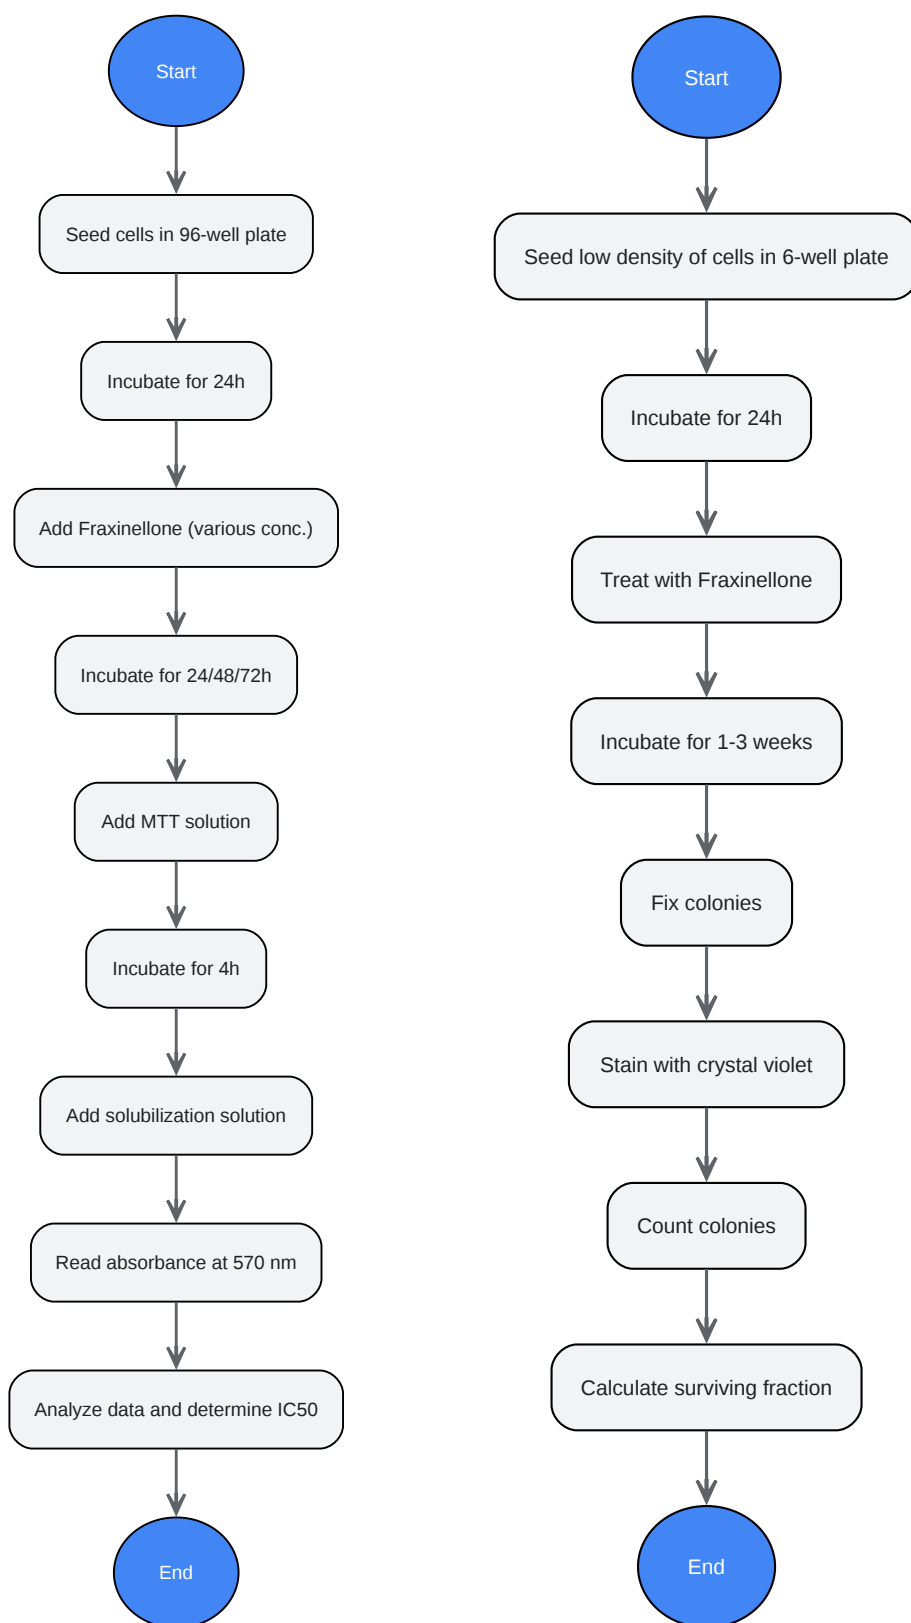 Start
Seed cells in 96-well plate
Incubate for 24h
Add Fraxinellone (various conc.)
Incubate for 24/48/72h
Add MTT solution
Incubate for 4h
Add solubilization solution
Read absorbance at 570 nm
Analyze data and determine IC50
End
Start
Seed low density of cells in 6-well plate
Incubate for 24h
Treat with Fraxinellone
Incubate for 1-3 weeks
Fix colonies
Stain with crystal violet
Count colonies
Calculate surviving fraction
End